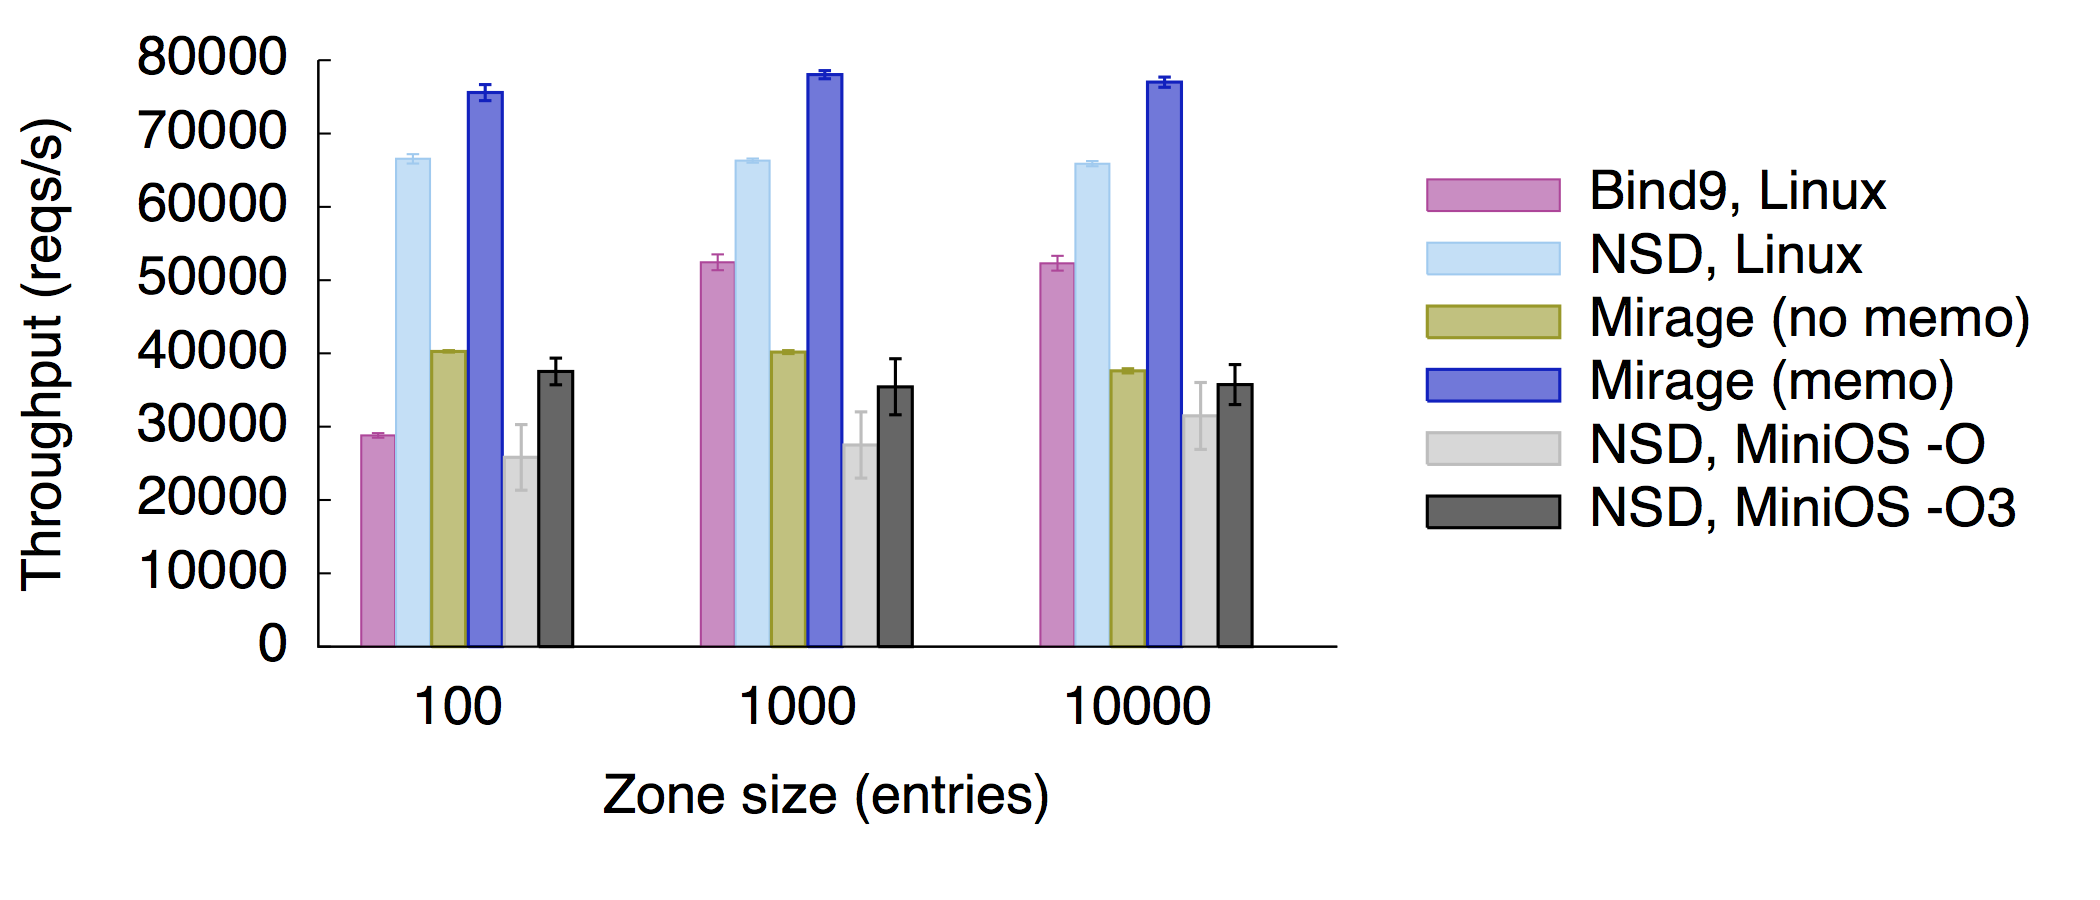 Throughput (reqs/s)
80000
70000
60000
50000
40000
30000
20000
10000
0
100 1000 10000
Zone size (entries)
Bind9, Linux
NSD, Linux
Mirage (no memo)
Mirage (memo)
NSD, MiniOS -O
NSD, MiniOS -O3